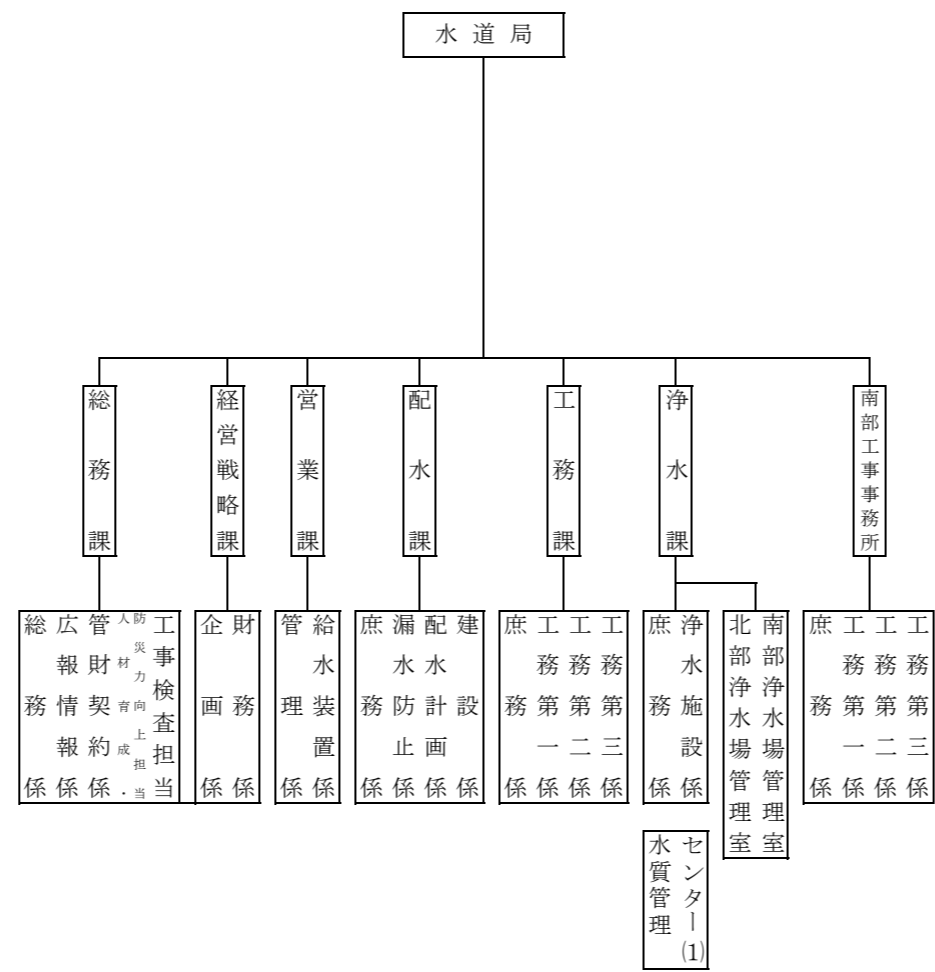 水道局
総務課
経営戦略課
営業課
配水課
工務課
浄水課
南部工事事務所
総務係
広報情報係
管財契約係
人材育成・
防災力向上担当
工事検査担当
企画係
財務係
管理係
給水装置係
庶務係
漏水防止係
配水計画係
建設係
庶務係
工務第一係
工務第二係
工務第三係
庶務係
浄水施設係
北部浄水場管理室
南部浄水場管理室
庶務係
工務第一係
工務第二係
工務第三係
水質管理
センター(1)